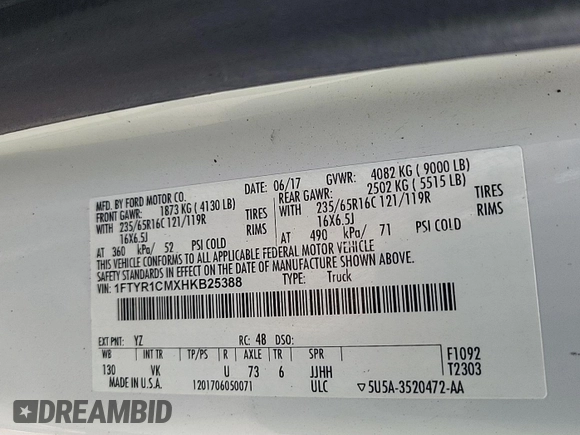 MFD. BY FORD MOTOR CO.
DATE: 06/17 GVWR: 4082 KG ( 9000 LB)
FRONT GAWR: 1873 KG ( 4130 LB)
REAR GAWR: 2502 KG ( 5515 LB)
WITH 235/65R16C 121/119R TIRES
WITH 235/65R16C 121/119R TIRES
16X6.5J RIMS
16X6.5J RIMS
AT 360 kPa/ 52 PSI COLD
AT 490 kPa/ 71 PSI COLD
THIS VEHICLE CONFORMS TO ALL APPLICABLE FEDERAL MOTOR VEHICLE
SAFETY STANDARDS IN EFFECT ON THE DATE OF MANUFACTURE SHOWN ABOVE.
VIN: 1FTYR1CMXHKB25388 TYPE: Truck
EXT PNT: YZ RC: 48 DSO:
WB INT TR TP/PS R AXLE TR SPR
130 VK U 73 6 JJHH
F1092
T2303
MADE IN U.S.A. 1201706050071 ULC ▽5U5A-3520472-AA
DREAMBID
EXPORT CARS FROM USA